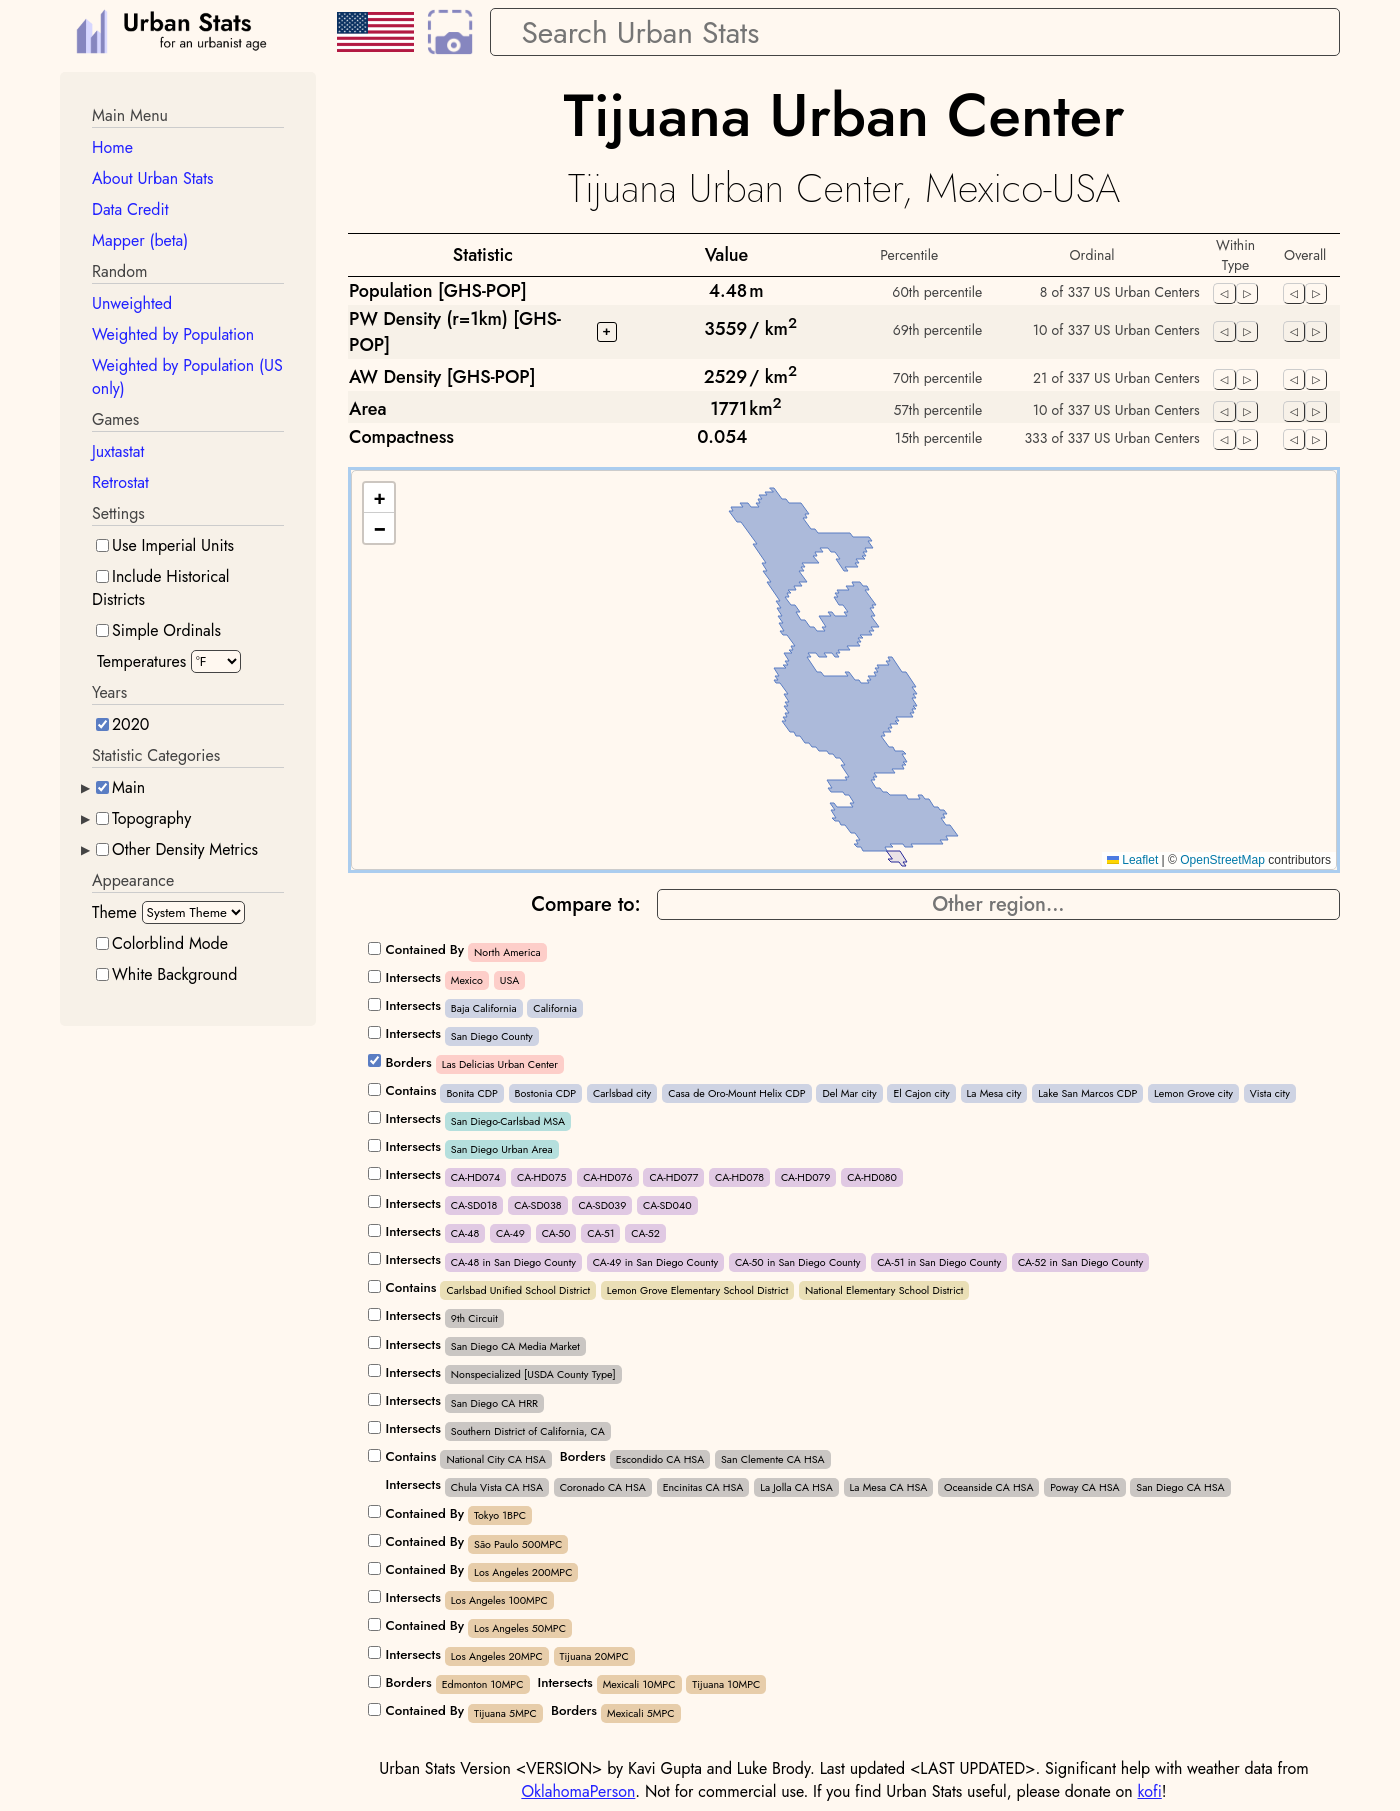 Urban Stats
for an urbanist age
Search Urban Stats
Main Menu
Home
About Urban Stats
Data Credit
Mapper (beta)
Random
Unweighted
Weighted by Population
Weighted by Population (US
only)
Games
Juxtastat
Retrostat
Settings
Use Imperial Units
Include Historical
Districts
Simple Ordinals
Temperatures °F
Years
2020
Statistic Categories
Main
Topography
Other Density Metrics
Appearance
Theme System Theme
Colorblind Mode
White Background
Tijuana Urban Center
Tijuana Urban Center, Mexico-USA
Statistic Value Percentile Ordinal Within Type Overall
Population [GHS-POP] 4.48 m 60th percentile 8 of 337 US Urban Centers
PW Density (r=1km) [GHS-
POP] + 3559 / km2 69th percentile 10 of 337 US Urban Centers
AW Density [GHS-POP] 2529 / km2 70th percentile 21 of 337 US Urban Centers
Area 1771 km2 57th percentile 10 of 337 US Urban Centers
Compactness 0.054 15th percentile 333 of 337 US Urban Centers
+
−
Leaflet | © OpenStreetMap contributors
Compare to: Other region...
Contained By North America
Intersects Mexico USA
Intersects Baja California California
Intersects San Diego County
Borders Las Delicias Urban Center
Contains Bonita CDP Bostonia CDP Carlsbad city Casa de Oro-Mount Helix CDP Del Mar city El Cajon city La Mesa city Lake San Marcos CDP Lemon Grove city Vista city
Intersects San Diego-Carlsbad MSA
Intersects San Diego Urban Area
Intersects CA-HD074 CA-HD075 CA-HD076 CA-HD077 CA-HD078 CA-HD079 CA-HD080
Intersects CA-SD018 CA-SD038 CA-SD039 CA-SD040
Intersects CA-48 CA-49 CA-50 CA-51 CA-52
Intersects CA-48 in San Diego County CA-49 in San Diego County CA-50 in San Diego County CA-51 in San Diego County CA-52 in San Diego County
Contains Carlsbad Unified School District Lemon Grove Elementary School District National Elementary School District
Intersects 9th Circuit
Intersects San Diego CA Media Market
Intersects Nonspecialized [USDA County Type]
Intersects San Diego CA HRR
Intersects Southern District of California, CA
Contains National City CA HSA Borders Escondido CA HSA San Clemente CA HSA
Intersects Chula Vista CA HSA Coronado CA HSA Encinitas CA HSA La Jolla CA HSA La Mesa CA HSA Oceanside CA HSA Poway CA HSA San Diego CA HSA
Contained By Tokyo 1BPC
Contained By São Paulo 500MPC
Contained By Los Angeles 200MPC
Intersects Los Angeles 100MPC
Contained By Los Angeles 50MPC
Intersects Los Angeles 20MPC Tijuana 20MPC
Borders Edmonton 10MPC Intersects Mexicali 10MPC Tijuana 10MPC
Contained By Tijuana 5MPC Borders Mexicali 5MPC
Urban Stats Version <VERSION> by Kavi Gupta and Luke Brody. Last updated <LAST UPDATED>. Significant help with weather data from
OklahomaPerson. Not for commercial use. If you find Urban Stats useful, please donate on kofi!